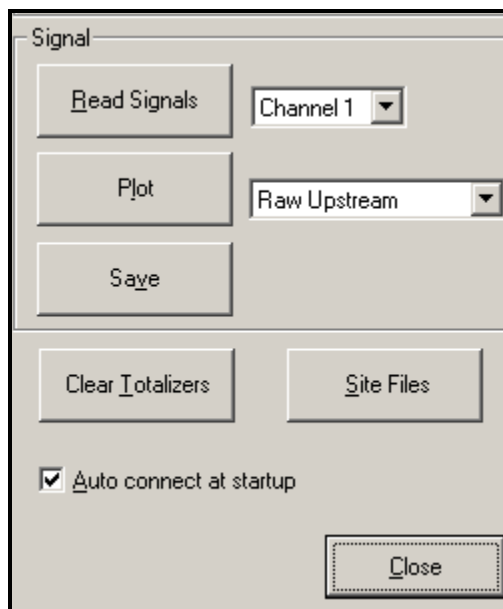 Signal
Read Signals
Channel 1
Plot
Raw Upstream
Save
Clear Totalizers
Site Files
Auto connect at startup
Close